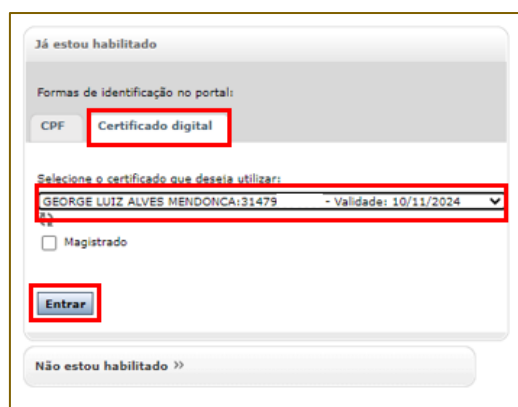 Já estou habilitado
Formas de identificação no portal:
CPF Certificado digital
Selecione o certificado que deseja utilizar:
GEORGE LUIZ ALVES MENDONCA:31479 - Validade: 10/11/2024
Magistrado
Entrar
Não estou habilitado »